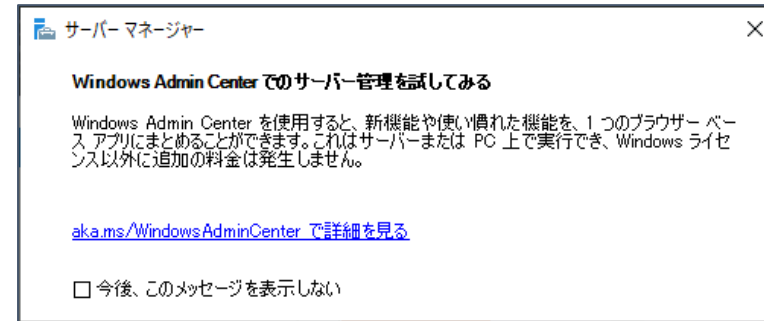 サーバー マネージャー
Windows Admin Center でのサーバー管理を試してみる
Windows Admin Center を使用すると、新機能や使い慣れた機能を、1 つのブラウザー ベー
ス アプリにまとめることができます。これはサーバーまたは PC 上で実行でき、Windows ライセ
ンス以外に追加の料金は発生しません。
aka.ms/WindowsAdminCenter で詳細を見る
今後、このメッセージを表示しない